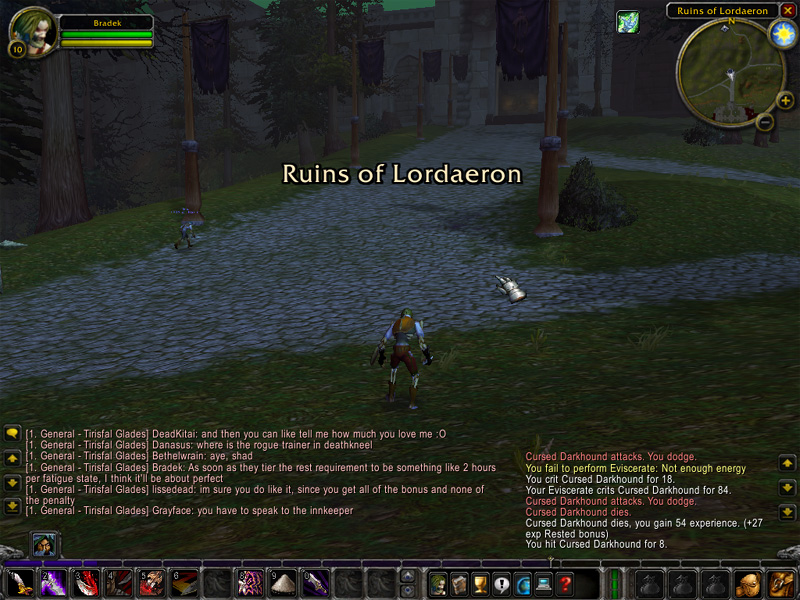 Bradek
10
Ruins of Lordaeron
N
Ruins of Lordaeron
[1. General - Tirisfal Glades] DeadKitai: and then you can like tell me how much you love me :O
[1. General - Tirisfal Glades] Danasus: where is the rogue trainer in deathkneel
[1. General - Tirisfal Glades] Bethelwrain: aye, shad
[1. General - Tirisfal Glades] Bradek: As soon as they tier the rest requirement to be something like 2 hours
per fatigue state, I think it'll be about perfect
[1. General - Tirisfal Glades] lissedead: im sure you do like it, since you get all of the bonus and none of
the penalty
[1. General - Tirisfal Glades] Grayface: you have to speak to the innkeeper
Cursed Darkhound attacks. You dodge.
You fail to perform Eviscerate: Not enough energy
You crit Cursed Darkhound for 18.
Your Eviscerate crits Cursed Darkhound for 84.
Cursed Darkhound attacks. You dodge.
Cursed Darkhound dies.
Cursed Darkhound dies, you gain 54 experience. (+27
exp Rested bonus)
You hit Cursed Darkhound for 8.
2 3 4 5 6 8 9 0